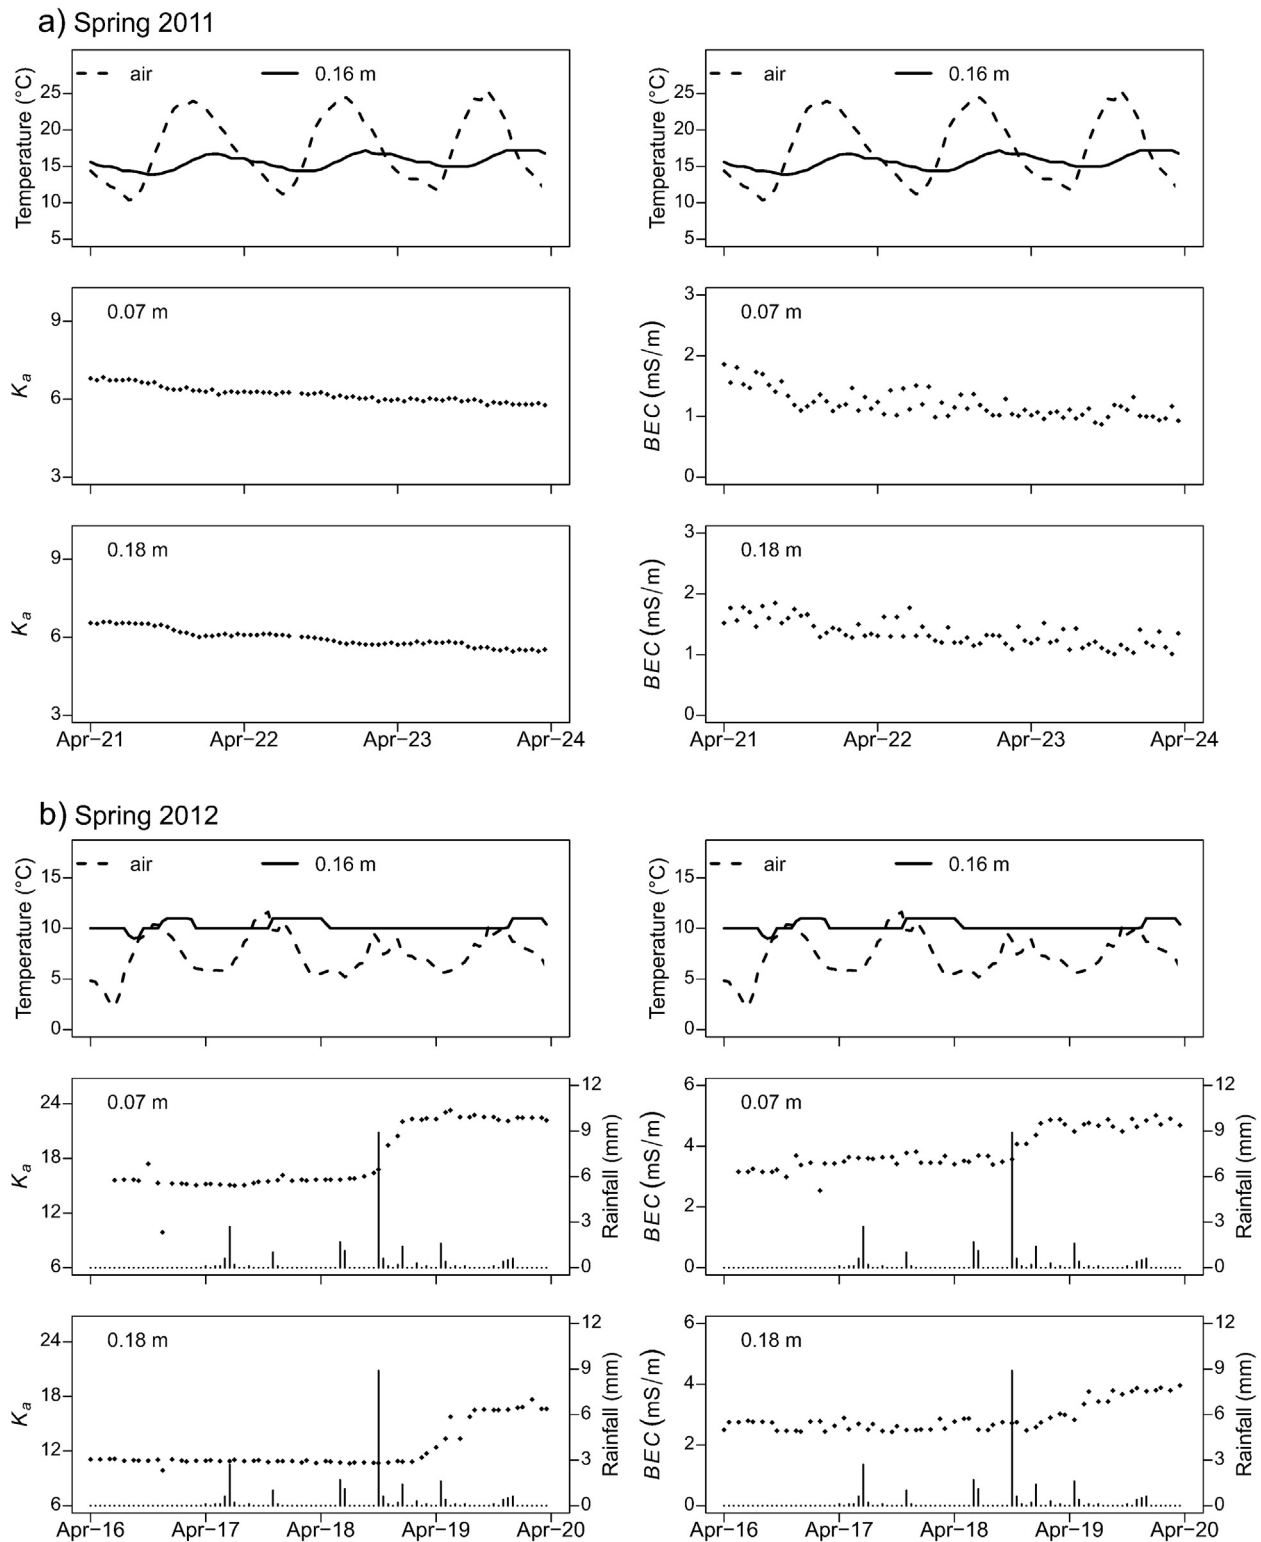 a) Spring 2011
air 0.16 m air 0.16 m
Temperature (°C) Temperature (°C)
25 25
20 20
15 15
10 10
5 5
0.07 m 0.07 m
Ka BEC (mS/m)
9 3
6 2
3 1
0
0.18 m 0.18 m
Ka BEC (mS/m)
9 3
6 2
3 1
0
Apr−21 Apr−22 Apr−23 Apr−24 Apr−21 Apr−22 Apr−23 Apr−24
b) Spring 2012
air 0.16 m air 0.16 m
Temperature (°C) Temperature (°C)
15 15
10 10
5 5
0 0
0.07 m 0.07 m
Ka Rainfall (mm) BEC (mS/m) Rainfall (mm)
24 12 6 12
18 9 4 9
12 6 2 6
6 3 0 3
0 0
0.18 m 0.18 m
Ka Rainfall (mm) BEC (mS/m) Rainfall (mm)
24 12 6 12
18 9 4 9
12 6 2 6
6 3 0 3
0 0
Apr−16 Apr−17 Apr−18 Apr−19 Apr−20 Apr−16 Apr−17 Apr−18 Apr−19 Apr−20